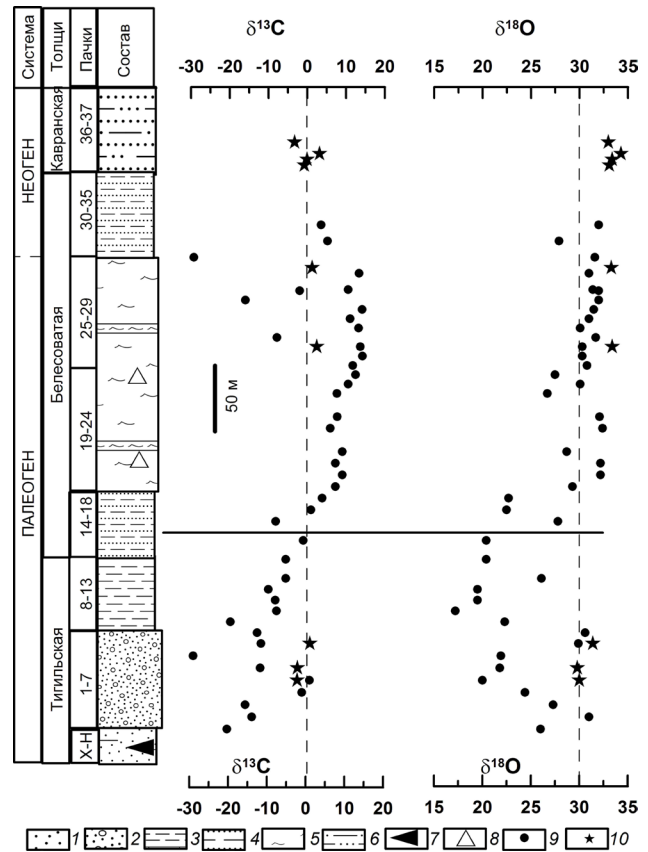 Система
Толщи
Пачки
Состав
δ13C
-30 -20 -10 0 10 20
δ18O
15 20 25 30 35
НЕОГЕН
ПАЛЕОГЕН
Кавранская
Белесоватая
Тигильская
36-37
30-35
25-29
19-24
14-18
8-13
1-7
Х-Н
50 м
δ13C
-30 -20 -10 0 10 20
δ18O
15 20 25 30 35
1 2 3 4 5 6 7 8 9 10